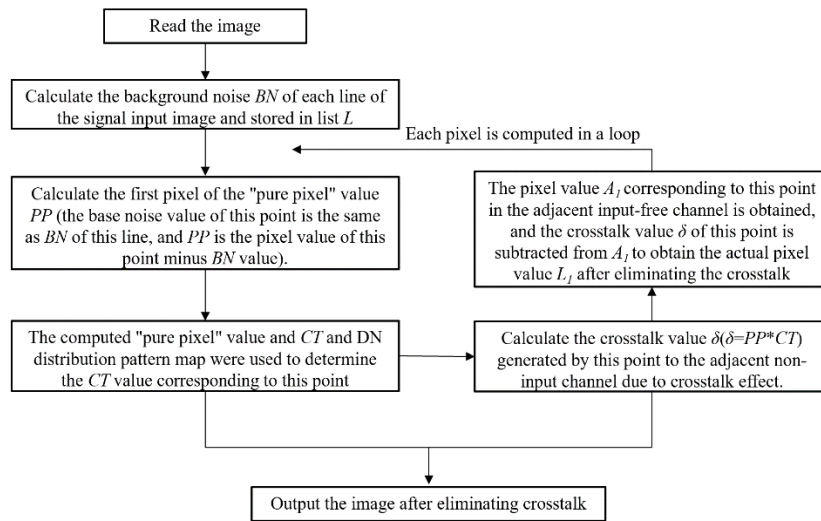 Read the image
Calculate the background noise BN of each line of
the signal input image and stored in list L
Each pixel is computed in a loop
Calculate the first pixel of the "pure pixel" value
PP (the base noise value of this point is the same
as BN of this line, and PP is the pixel value of this
point minus BN value).
The pixel value A₁ corresponding to this point
in the adjacent input-free channel is obtained,
and the crosstalk value δ of this point is
subtracted from A₁ to obtain the actual pixel
value L₁ after eliminating the crosstalk
The computed "pure pixel" value and CT and DN
distribution pattern map were used to determine
the CT value corresponding to this point
Calculate the crosstalk value δ(δ=PP*CT)
generated by this point to the adjacent non-
input channel due to crosstalk effect.
Output the image after eliminating crosstalk